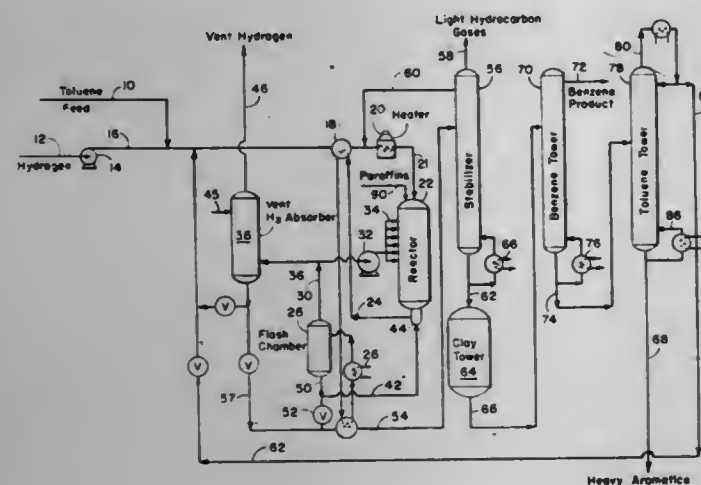 Light Hydrocarbon
Gases
Vent Hydrogen
58
60
56
70
72
Benzene
Product
80
78
46
10
Toluene
Feed
12
Hydrogen
16
14
18
20
Heater
21
Paraffins
90
22
34
32
Reactor
Stabilizer
Benzene Tower
Toluene Tower
45
Vent
H₂ Absorber
36
36
30
24
44
26
Flash
Chamber
26
50
42
52
54
57
62
66
62
Clay
Tower
64
66
76
74
86
68
Heavy Aromatics